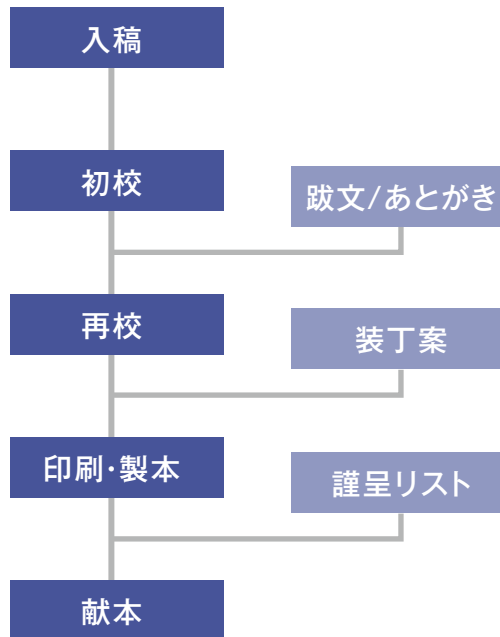 入稿
初校
跋文/あとがき
再校
装丁案
印刷・製本
謹呈リスト
献本